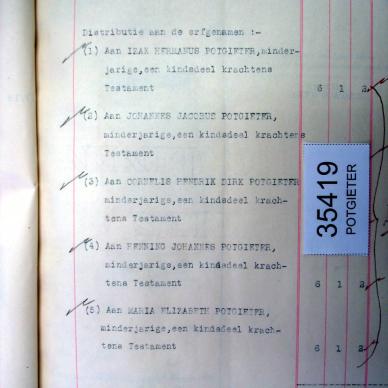 Distributie aan de erfgenamen :-
(1) Aan IZAK HERMANUS POTGIETER, minder-
jarige, een kindsdeel krachtens
Testament 6 1 2
(2) Aan JOHANNES JACOBUS POTGIETER,
minderjarige, een kindsdeel krachtens
Testament
(3) Aan CORNELIS HENDRIK DIRK POTGIETER
minderjarige, een kindsdeel krach-
tens Testament
35419
POTGIETER
(4) Aan HENNING JOHANNES POTGIETER,
minderjarige, een kindsdeel krach-
tens Testament 6 1 2
(5) Aan MARIA ELIZABETH POTGIETER,
minderjarige, een kindsdeel krach-
tens Testament 6 1 2